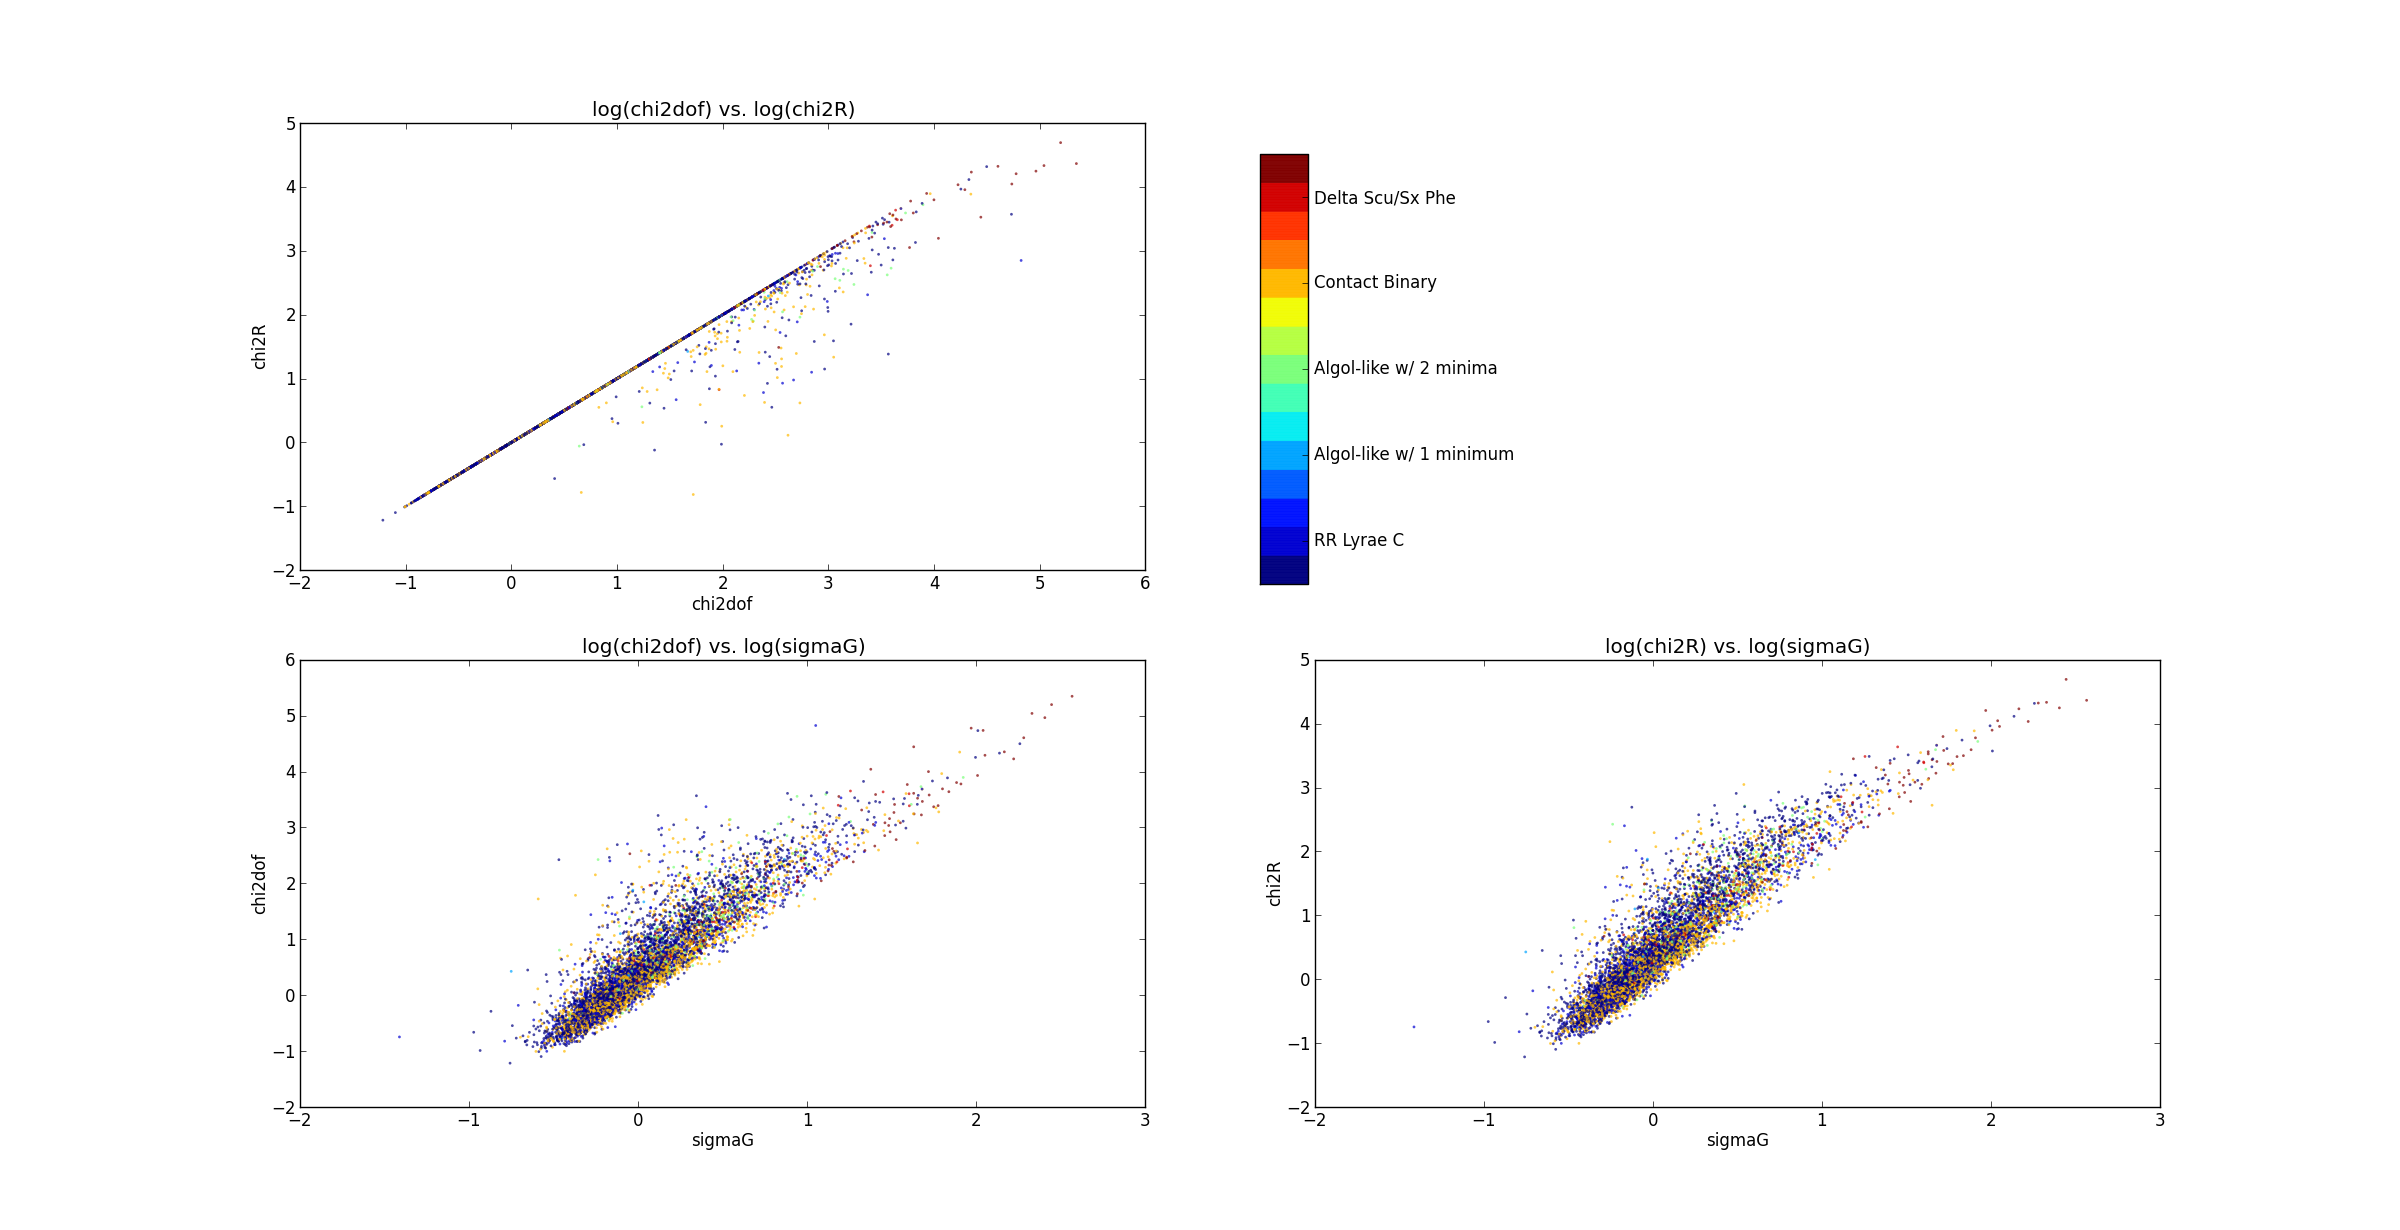 log(chi2dof) vs. log(chi2R)
5
4
3
2
1
0
−1
−2
chi2R
−2 −1 0 1 2 3 4 5 6
chi2dof
Delta Scu/Sx Phe
Contact Binary
Algol-like w/ 2 minima
Algol-like w/ 1 minimum
RR Lyrae C
log(chi2dof) vs. log(sigmaG)
6
5
4
3
2
1
0
−1
−2
chi2dof
−2 −1 0 1 2 3
sigmaG
log(chi2R) vs. log(sigmaG)
5
4
3
2
1
0
−1
−2
chi2R
−2 −1 0 1 2 3
sigmaG